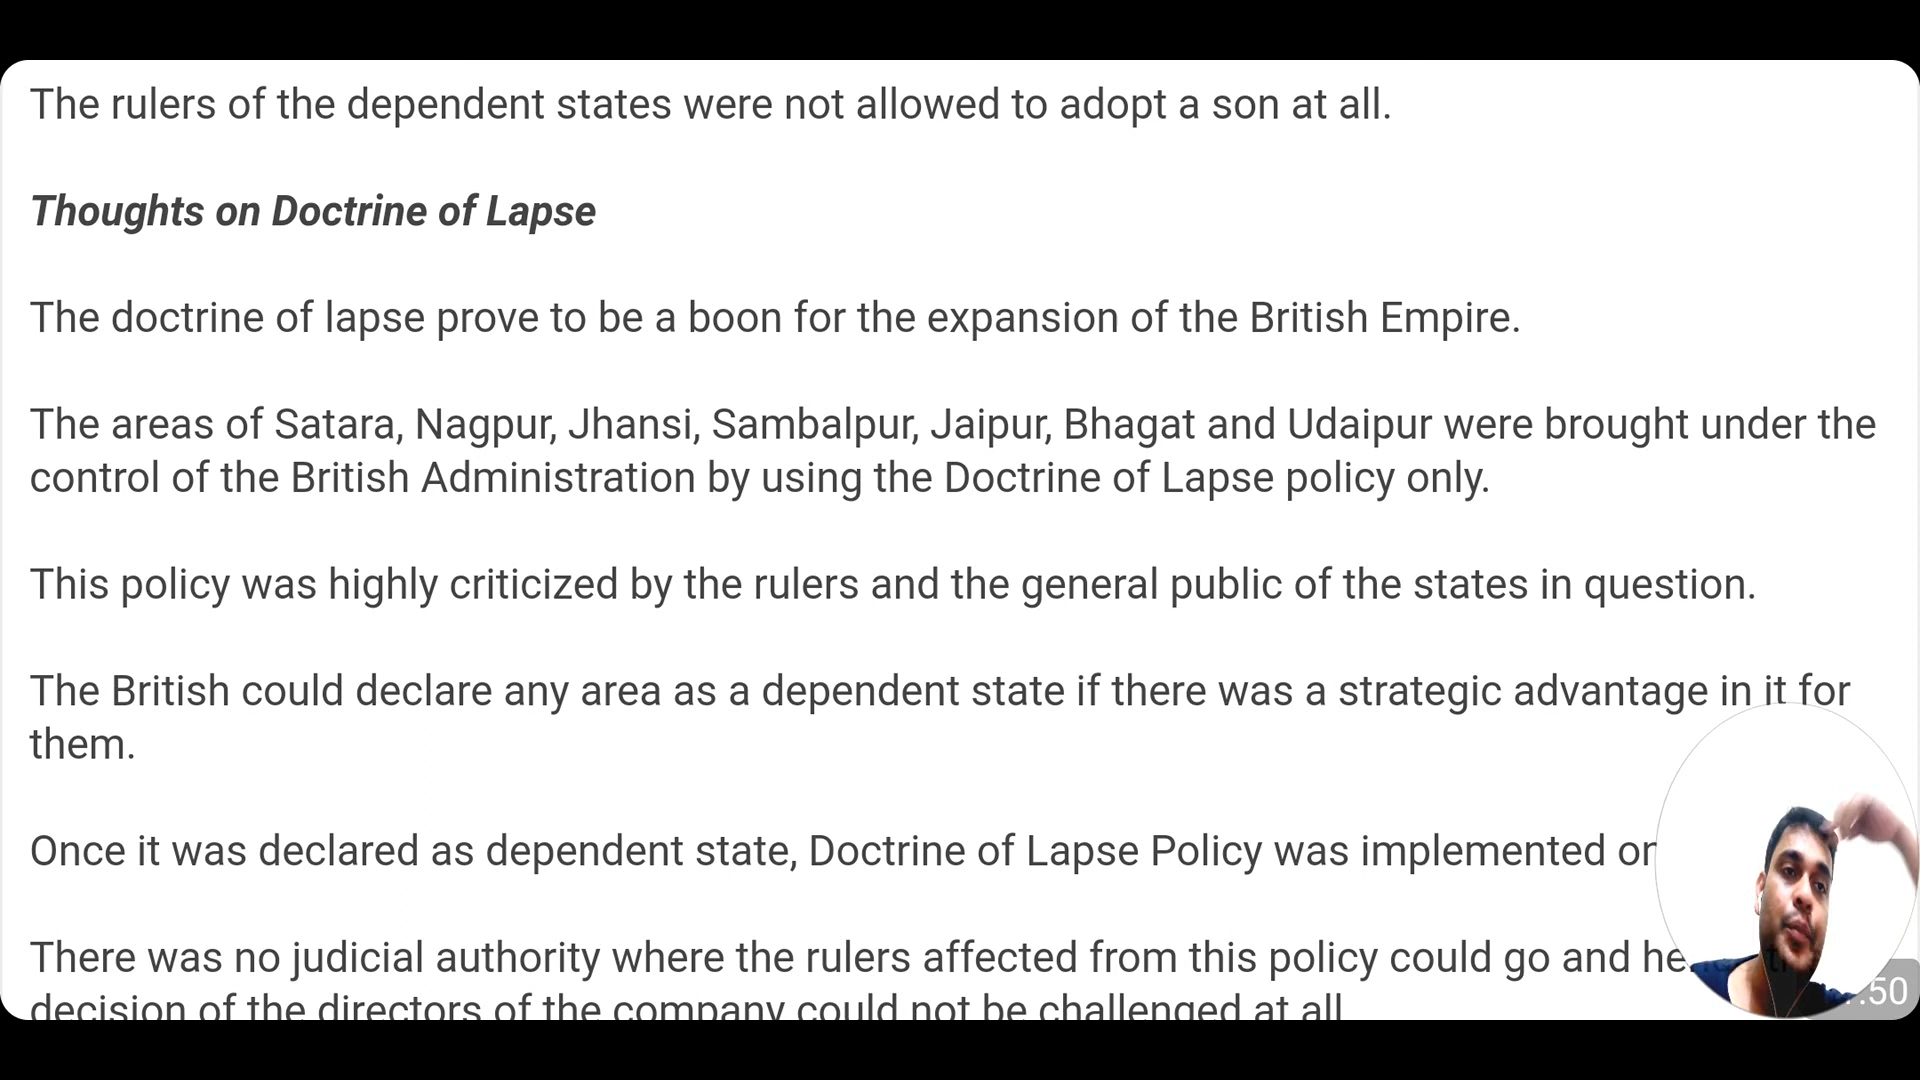 The rulers of the dependent states were not allowed to adopt a son at all.
Thoughts on Doctrine of Lapse
The doctrine of lapse prove to be a boon for the expansion of the British Empire.
The areas of Satara, Nagpur, Jhansi, Sambalpur, Jaipur, Bhagat and Udaipur were brought under the
control of the British Administration by using the Doctrine of Lapse policy only.
This policy was highly criticized by the rulers and the general public of the states in question.
The British could declare any area as a dependent state if there was a strategic advantage in it for
them.
Once it was declared as dependent state, Doctrine of Lapse Policy was implemented
There was no judicial authority where the rulers affected from this policy could go and
decision of the directors of the company could not be challenged at all
:50